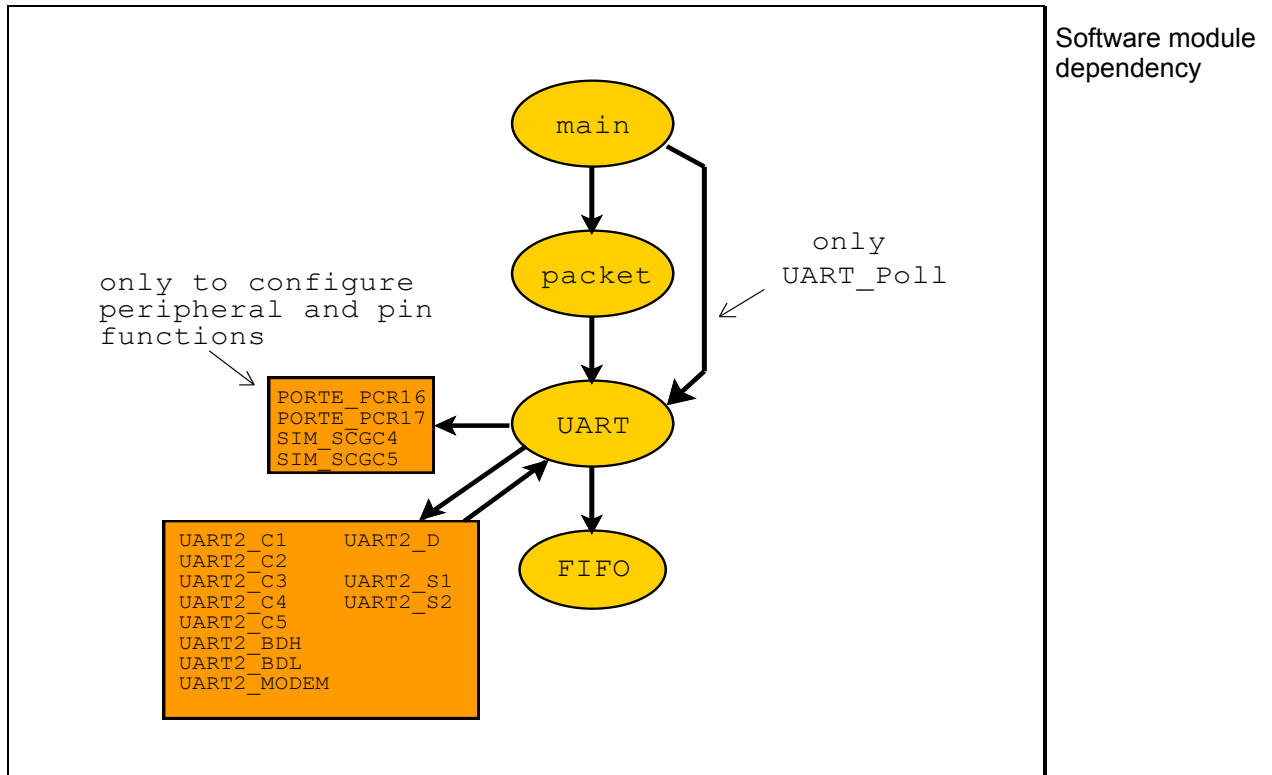 Software module
dependency
main
only
UART_Poll
packet
only to configure
peripheral and pin
functions
PORTE_PCR16
PORTE_PCR17
SIM_SCGC4
SIM_SCGC5
UART
UART2_C1 UART2_D
UART2_C2
UART2_C3 UART2_S1
UART2_C4 UART2_S2
UART2_C5
UART2_BDH
UART2_BDL
UART2_MODEM
FIFO